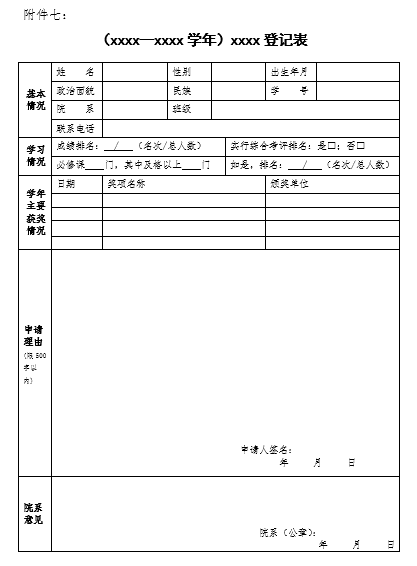 附件七：
（xxxx—xxxx 学年）xxxx 登记表
基本情况
姓 名 性别 出生年月
政治面貌 民族 学 号
院 系 班级
联系电话
学习情况
成绩排名： / （名次/总人数） 实行综合考评排名：是□；否□
必修课____门，其中及格以上____门 如是，排名： / （名次/总人数）
学年主要获奖情况
日期 奖项名称 颁奖单位
申请理由
(限 500 字以内)
申请人签名：
年 月 日
院系意见
院系（公章）：
年 月 日